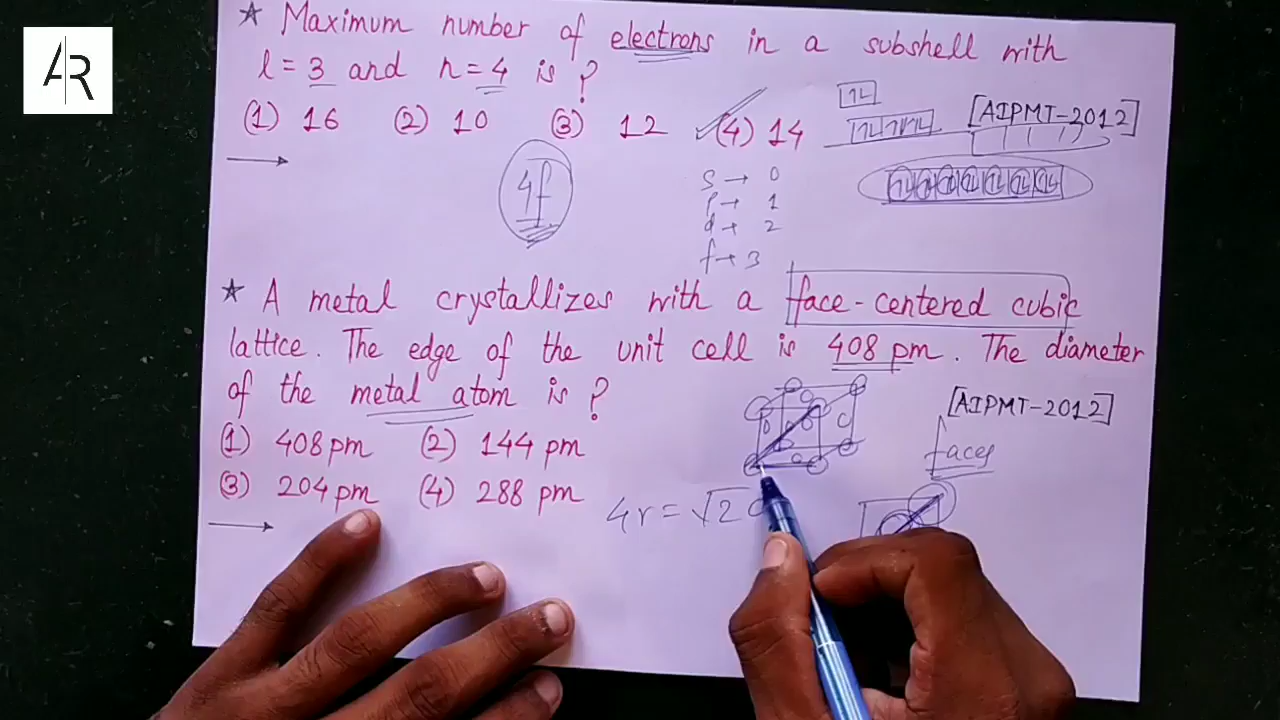 AR
★ Maximum number of electrons in a subshell with
l = 3 and n = 4 is ?
(1) 16 (2) 10 (3) 12 (4) 14 [AIPMT-2012]
4f
s → 0
p → 1
d → 2
f → 3
★ A metal crystallizes with a face-centered cubic
lattice. The edge of the unit cell is 408 pm. The diameter
of the metal atom is ?
[AIPMT-2012]
(1) 408 pm (2) 144 pm
faces
(3) 204 pm (4) 288 pm
4r = √2